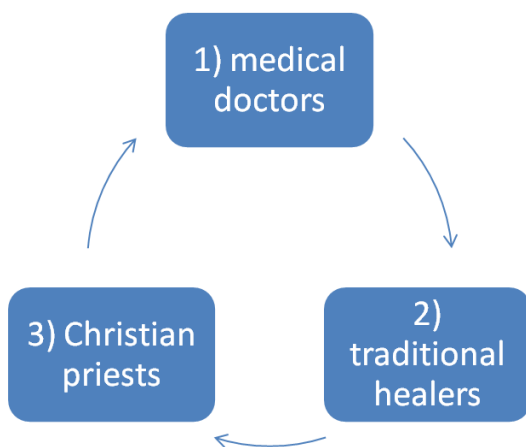 1) medical
doctors
2)
traditional
healers
3) Christian
priests